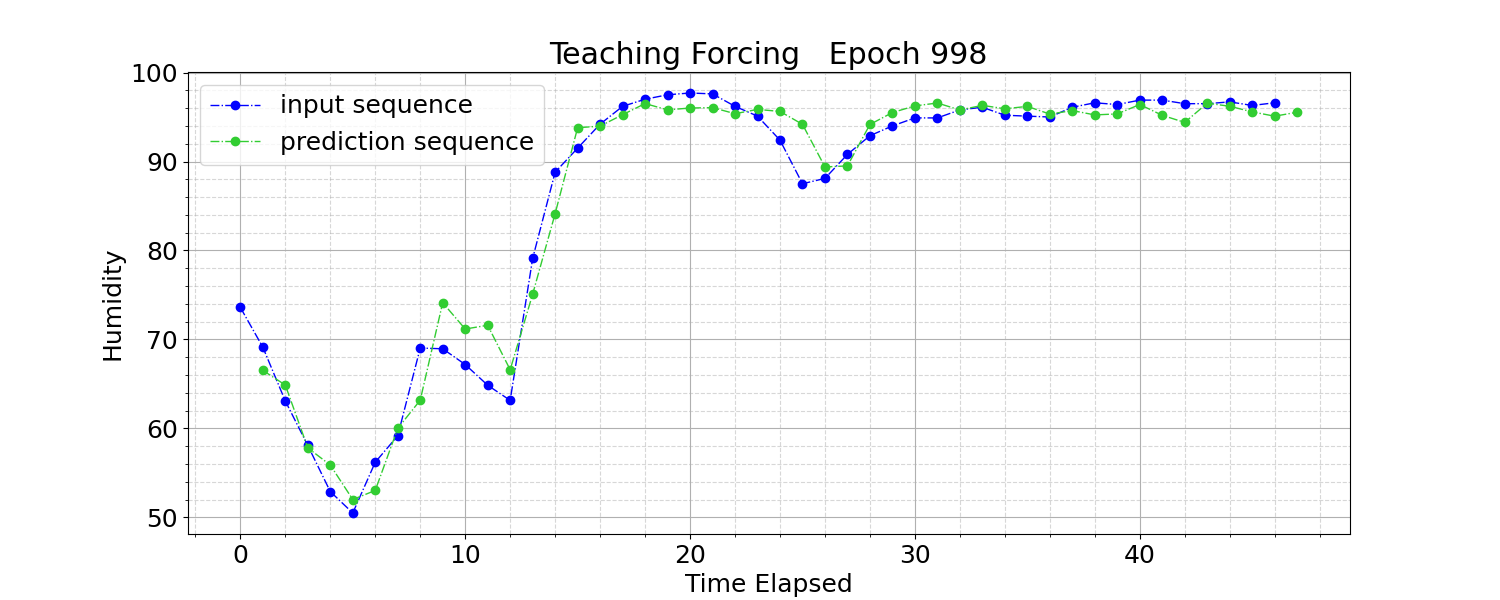 Teaching Forcing   Epoch 998
input sequence
prediction sequence
Humidity
100
90
80
70
60
50
0 10 20 30 40
Time Elapsed